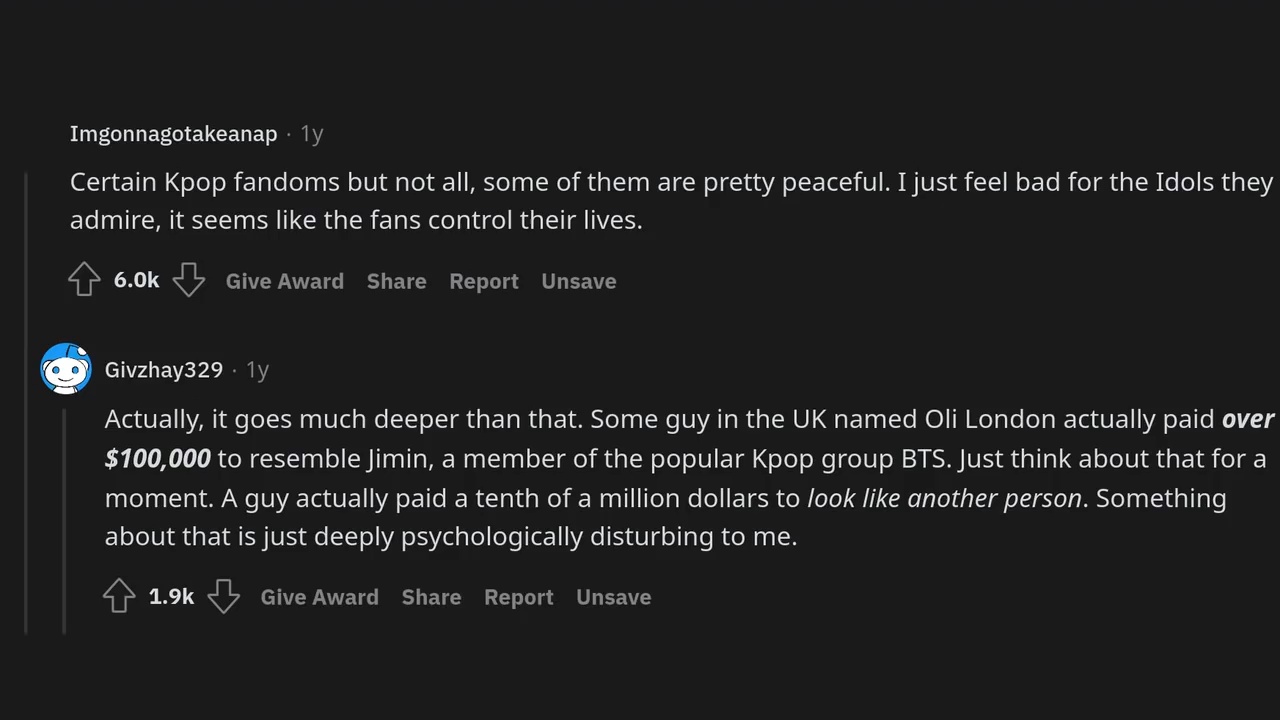 Imgonnagotakeanap · 1y
Certain Kpop fandoms but not all, some of them are pretty peaceful. I just feel bad for the Idols they
admire, it seems like the fans control their lives.
6.0k Give Award Share Report Unsave
Givzhay329 · 1y
Actually, it goes much deeper than that. Some guy in the UK named Oli London actually paid over
$100,000 to resemble Jimin, a member of the popular Kpop group BTS. Just think about that for a
moment. A guy actually paid a tenth of a million dollars to look like another person. Something
about that is just deeply psychologically disturbing to me.
1.9k Give Award Share Report Unsave